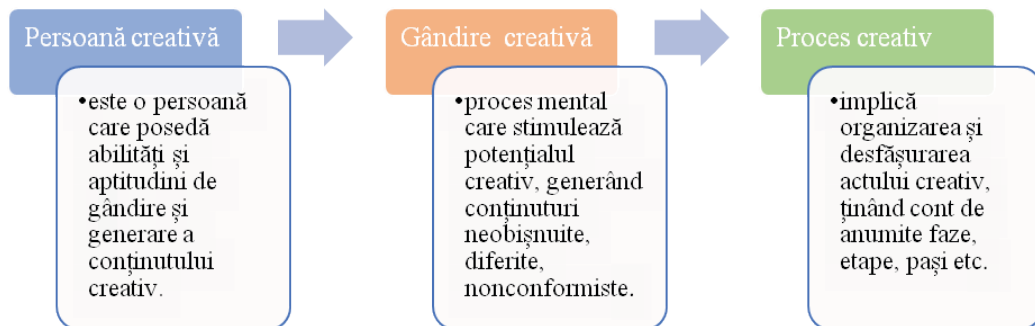 Persoană creativă
•este o persoană
care posedă
abilități și
aptitudini de
gândire și
generare a
conținutului
creativ.
Gândire creativă
•proces mental
care stimulează
potențialul
creativ, generând
conținuturi
neobișnuite,
diferite,
nonconformiste.
Proces creativ
•implică
organizarea și
desfășurarea
actului creativ,
ținând cont de
anumite faze,
etape, pași etc.